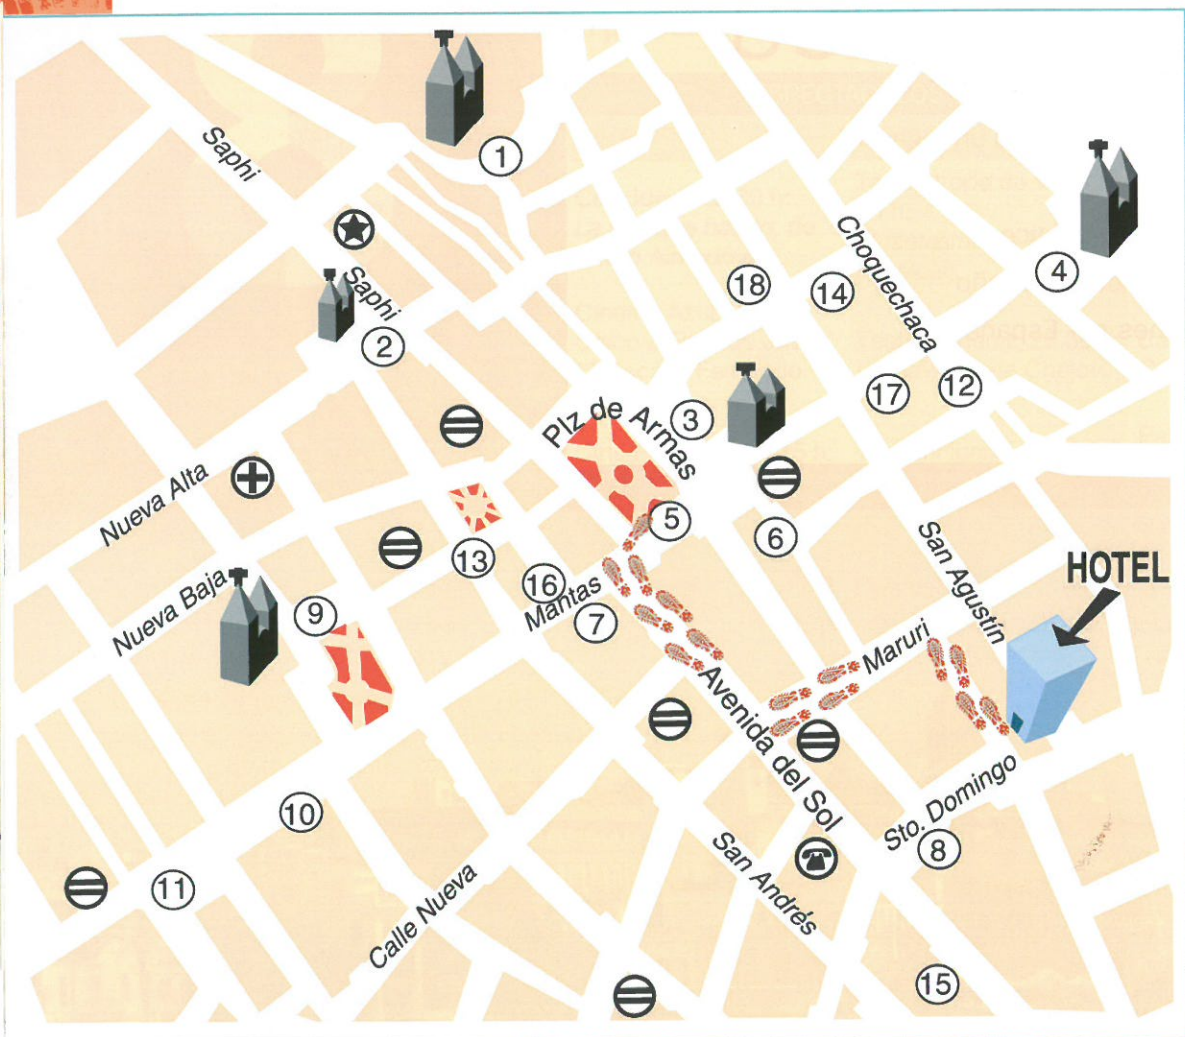 Saphi
1
4
Choquechaca
18
14
Saphi
2
12
17
3
Plz de Armas
Nueva Alta
5
6
13
16
Mantas
7
San Agustín
HOTEL
Nueva Baja
9
Maruri
Avenida del Sol
10
Sto. Domingo
8
San Andrés
11
Calle Nueva
15